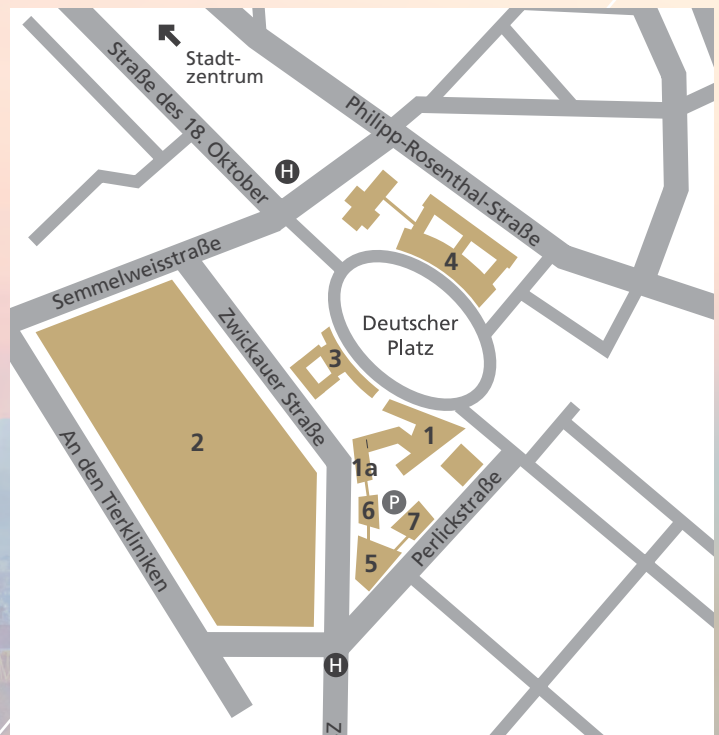 Stadt-
zentrum
Straße des 18. Oktober
Philipp-Rosenthal-Straße
H
Semmelweisstraße
4
Deutscher
Platz
Zwickauer Straße
3
1
2
1a
An den Tierkliniken
P
6
7
Perlickstraße
5
H
Z